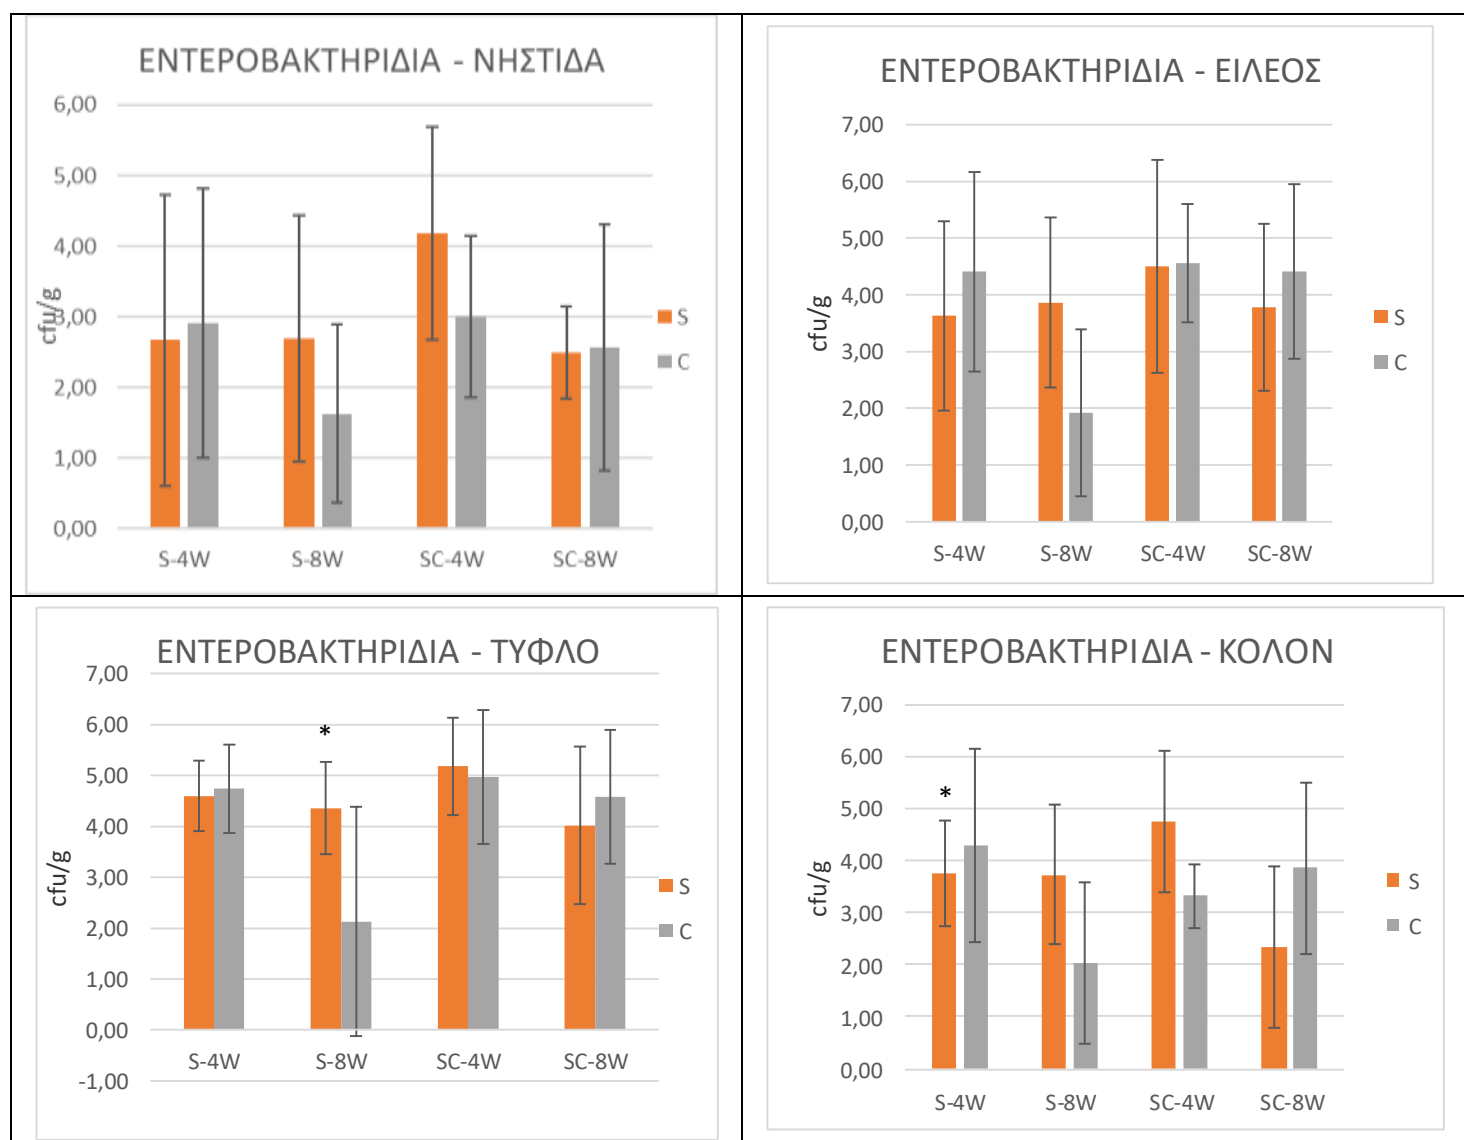 ΕΝΤΕΡΟΒΑΚΤΗΡΙΔΙΑ - ΝΗΣΤΙΔΑ
6,00
5,00
4,00
3,00
2,00
1,00
0,00
cfu/g
S-4W S-8W SC-4W SC-8W
S
C
ΕΝΤΕΡΟΒΑΚΤΗΡΙΔΙΑ - ΕΙΛΕΟΣ
7,00
6,00
5,00
4,00
3,00
2,00
1,00
0,00
cfu/g
S-4W S-8W SC-4W SC-8W
S
C
ΕΝΤΕΡΟΒΑΚΤΗΡΙΔΙΑ - ΤΥΦΛΟ
7,00
6,00
5,00
4,00
3,00
2,00
1,00
0,00
-1,00
cfu/g
*
S-4W S-8W SC-4W SC-8W
S
C
ΕΝΤΕΡΟΒΑΚΤΗΡΙΔΙΑ - ΚΟΛΟΝ
7,00
6,00
5,00
4,00
3,00
2,00
1,00
0,00
cfu/g
*
S-4W S-8W SC-4W SC-8W
S
C